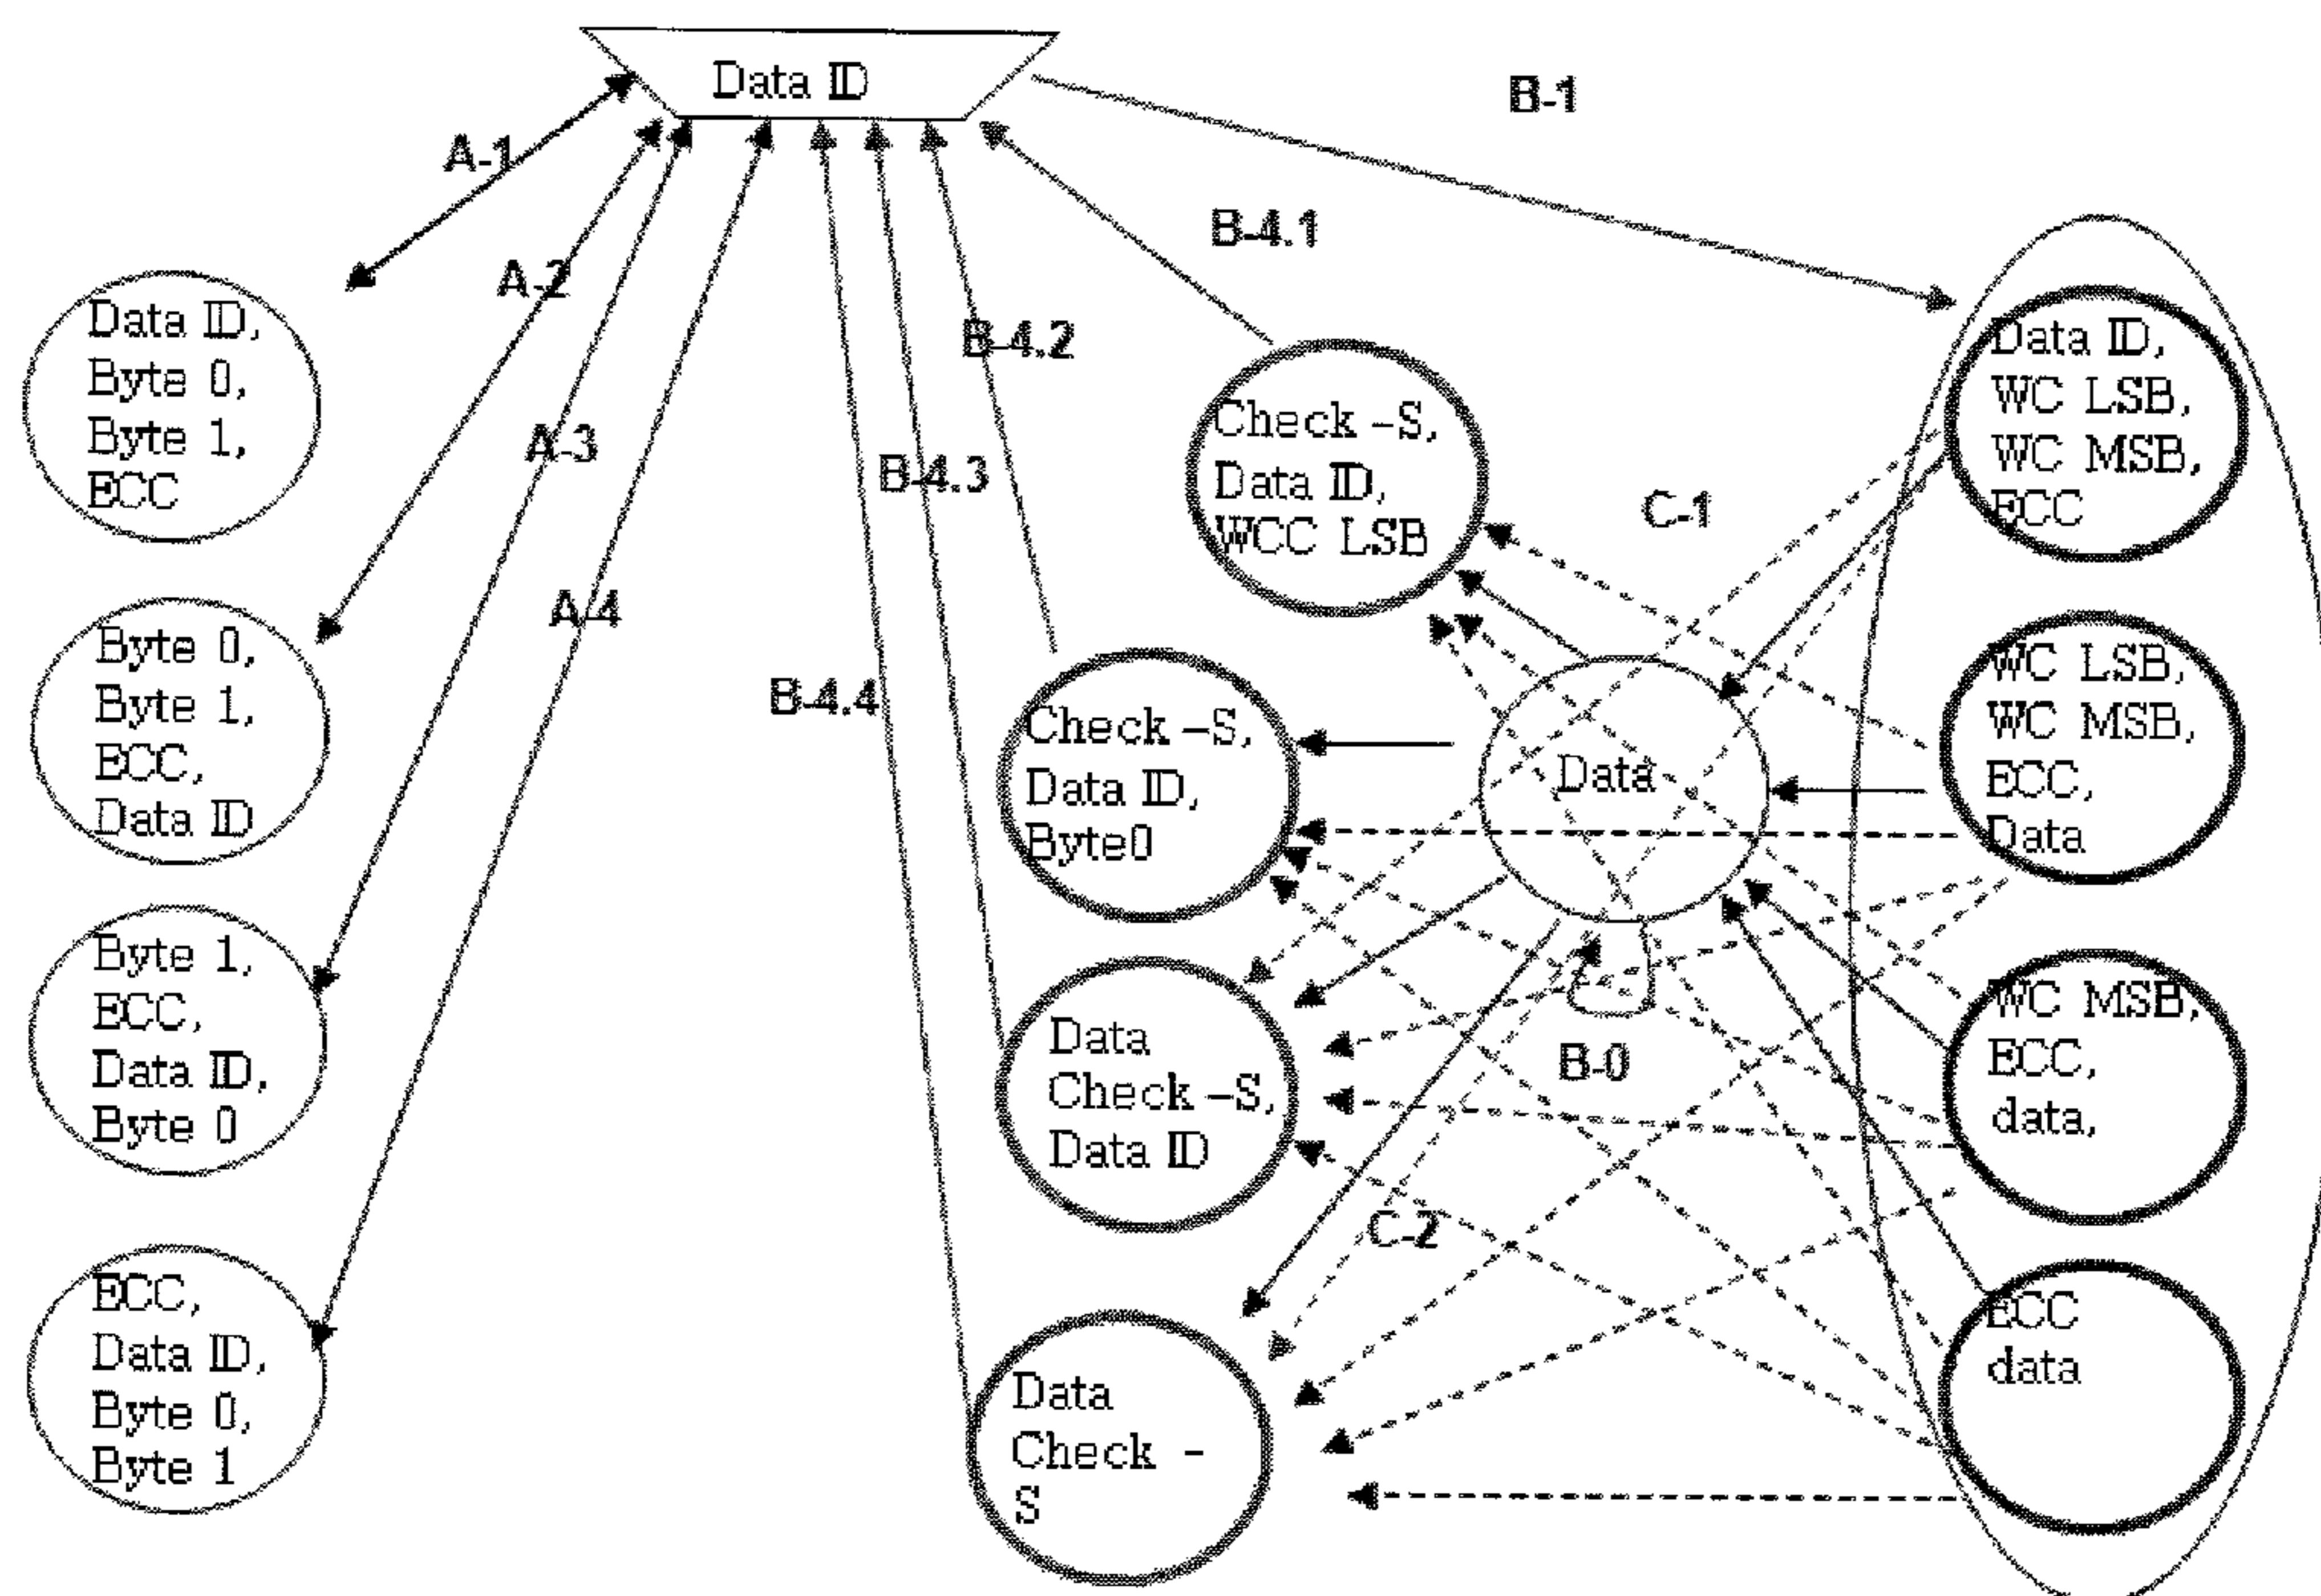 Data ID
B-1
A-1
B-4.1
A-2
B-4.2
A-3
B-4.3
C-1
A-4
B-4.4
Data ID,
Byte 0,
Byte 1,
ECC
Byte 0,
Byte 1,
ECC,
Data ID
Byte 1,
ECC,
Data ID,
Byte 0
ECC,
Data ID,
Byte 0,
Byte 1
Check -S,
Data ID,
WCC LSB
Check -S,
Data ID,
Byte0
Data
Check -S,
Data ID
Data
Check -
S
Data
B-0
C-2
Data ID,
WC LSB,
WC MSB,
ECC
WC LSB,
WC MSB,
ECC,
Data
WC MSB,
ECC,
data,
ECC
data